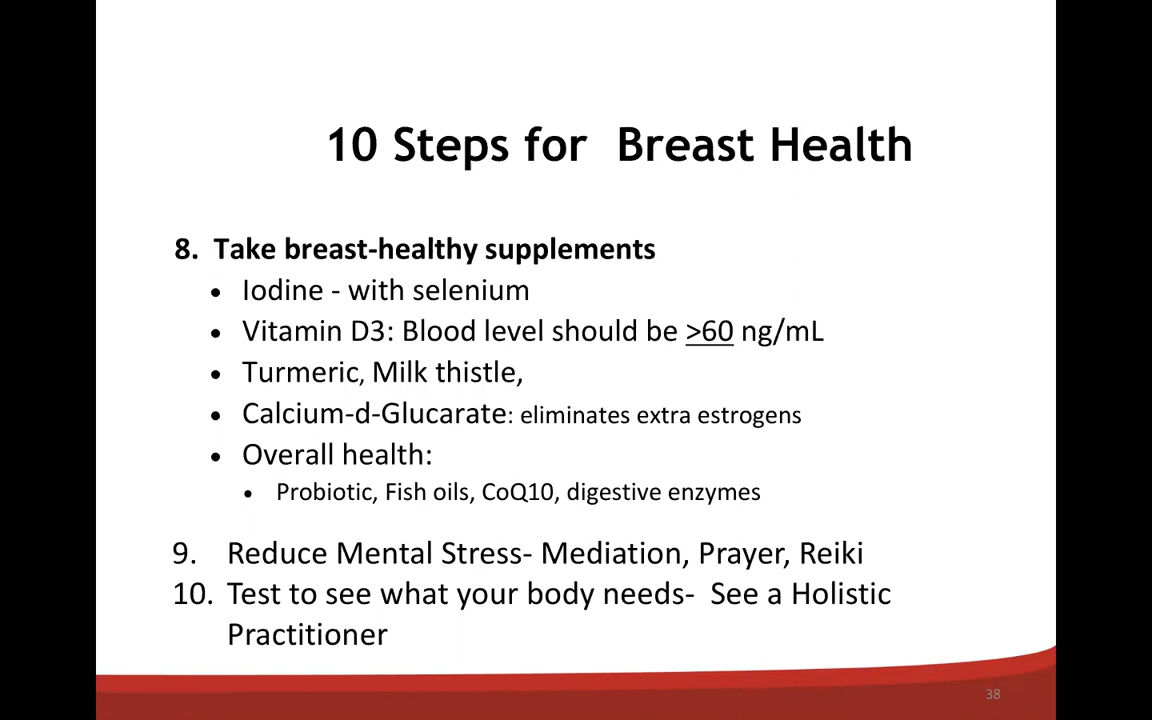 10 Steps for  Breast Health
8. Take breast-healthy supplements
• Iodine - with selenium
• Vitamin D3: Blood level should be >60 ng/mL
• Turmeric, Milk thistle,
• Calcium-d-Glucarate: eliminates extra estrogens
• Overall health:
• Probiotic, Fish oils, CoQ10, digestive enzymes
9. Reduce Mental Stress- Mediation, Prayer, Reiki
10. Test to see what your body needs-  See a Holistic
Practitioner
38